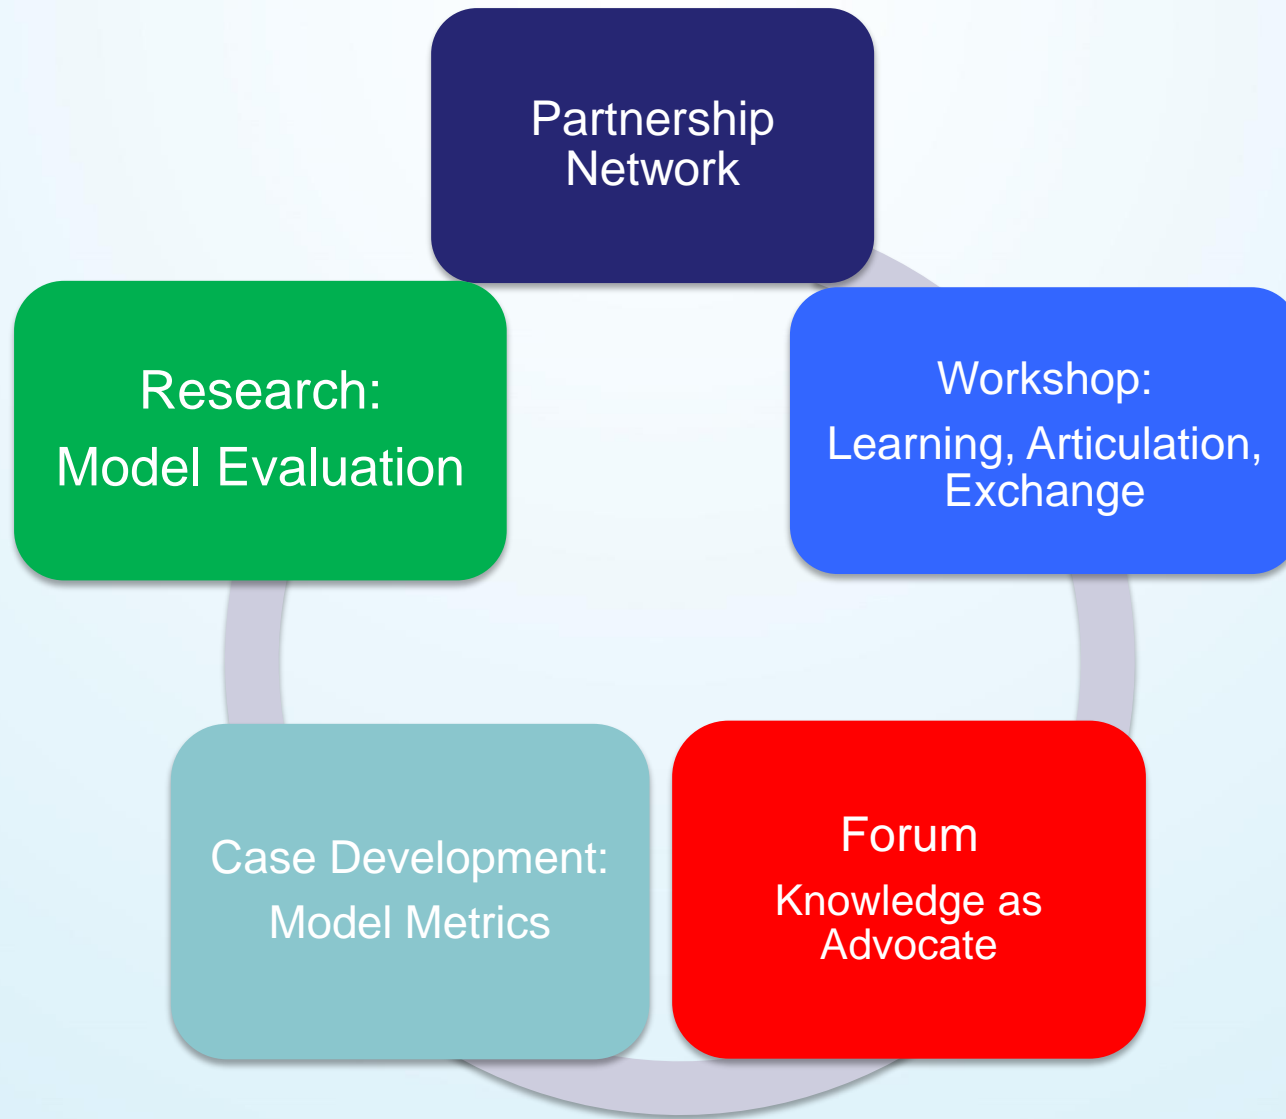 Partnership
Network
Research:
Model Evaluation
Workshop:
Learning, Articulation,
Exchange
Case Development:
Model Metrics
Forum
Knowledge as
Advocate